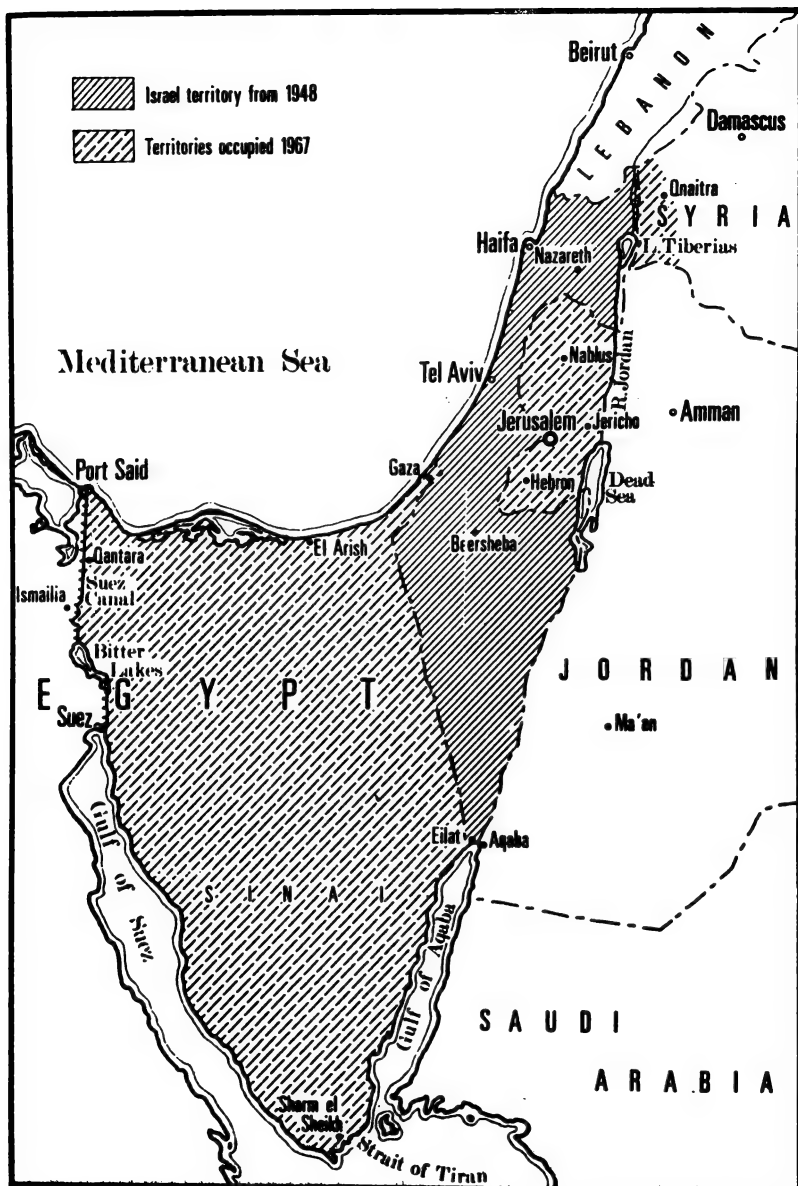 Israel territory from 1948
Territories occupied 1967
Beirut
LEBANON
Damascus
Qnaitra
SYRIA
Haifa
Nazareth
L. Tiberias
Mediterranean Sea
Tel Aviv
Nablus
R. Jordan
Jerusalem
Jericho
Amman
Gaza
Hebron
Dead
Sea
Port Said
Beersheba
El Arish
Qantara
Suez
Canal
Ismailia
Bitter
Lakes
EGYPT
JORDAN
Suez
Ma'an
Gulf of Suez
Eilat
Aqaba
SINAI
Gulf of Aqaba
SAUDI
ARABIA
Sharm el
Sheikh
Strait of Tiran